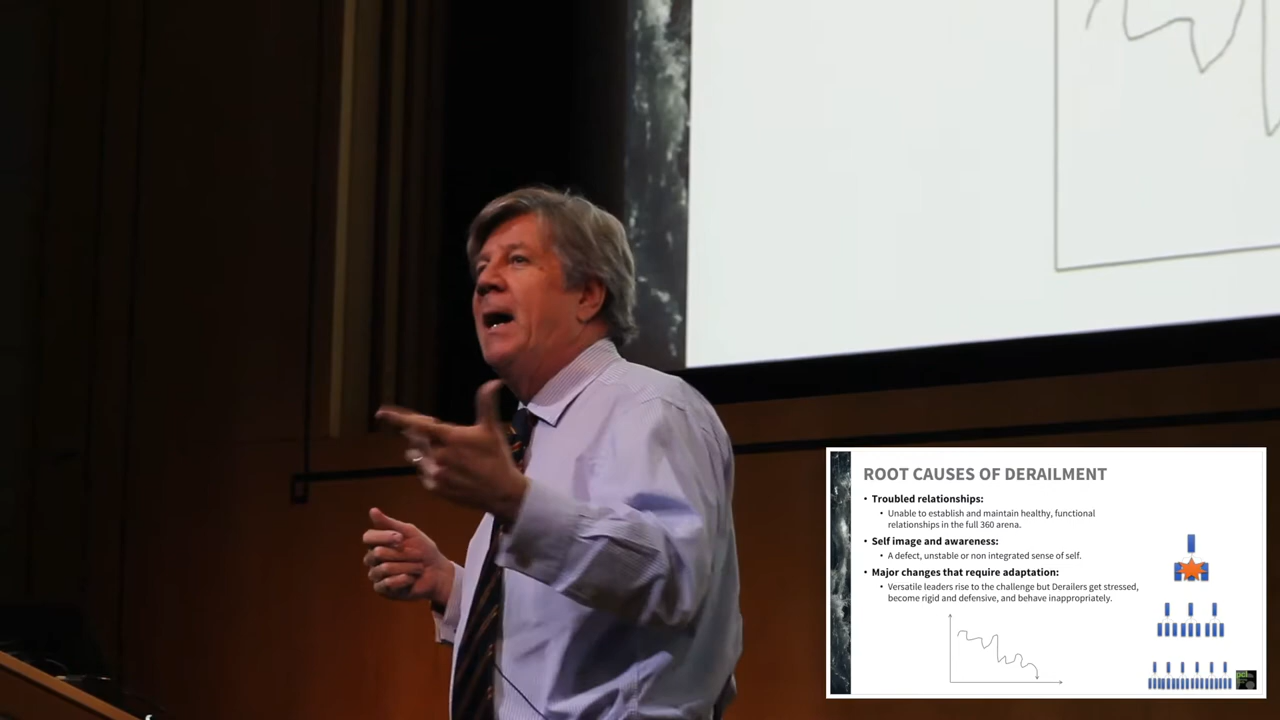 ROOT CAUSES OF DERAILMENT
• Troubled relationships:
• Unable to establish and maintain healthy, functional
relationships in the full 360 arena.
• Self image and awareness:
• A defect, unstable or non integrated sense of self.
• Major changes that require adaptation:
• Versatile leaders rise to the challenge but Derailers get stressed,
become rigid and defensive, and behave inappropriately.
pci